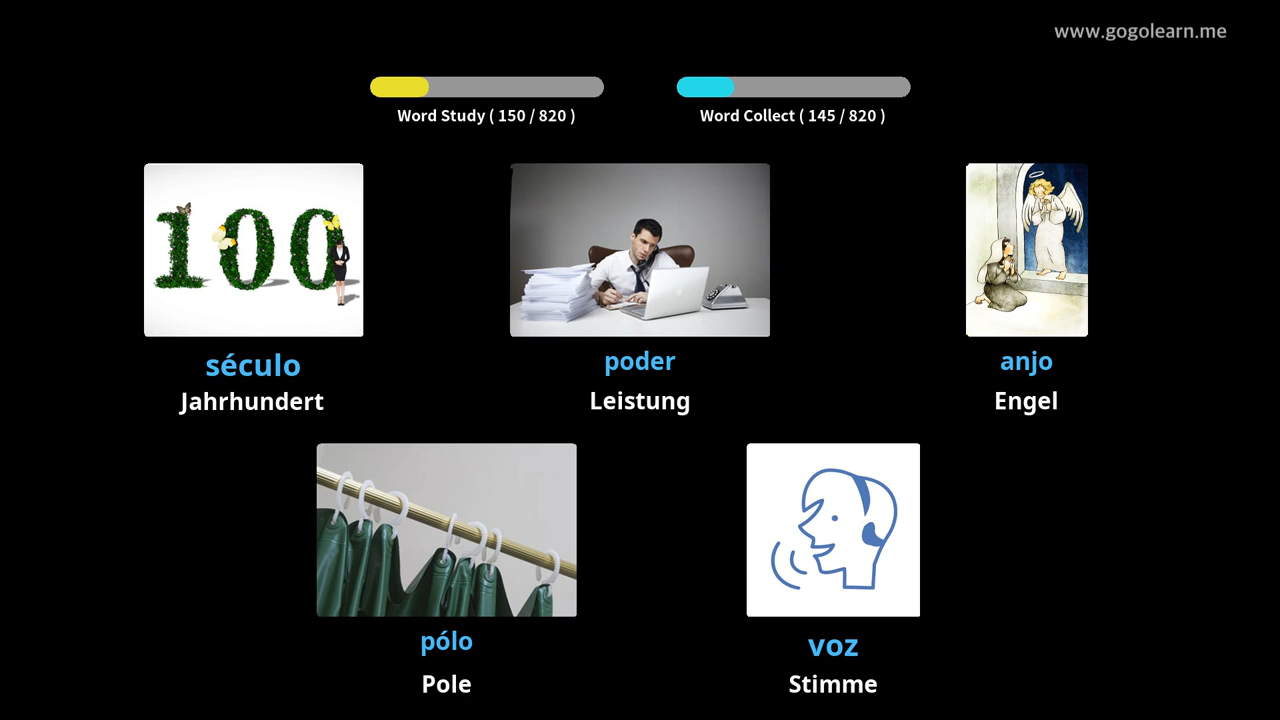 www.gogolearn.me
Word Study ( 150 / 820 )
Word Collect ( 145 / 820 )
século
Jahrhundert
poder
Leistung
anjo
Engel
pólo
Pole
voz
Stimme